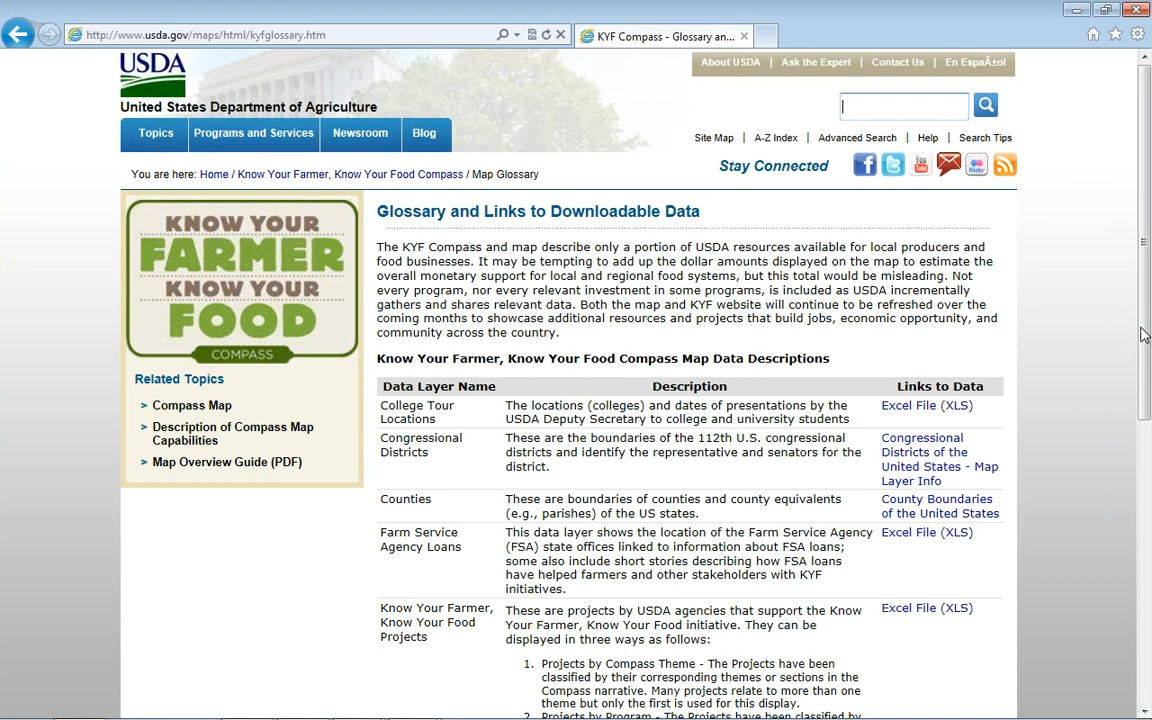 http://www.usda.gov/maps/html/kyfglossary.htm
KYF Compass - Glossary an...
USDA
United States Department of Agriculture
About USDA | Ask the Expert | Contact Us | En EspaÃ±ol
Topics
Programs and Services
Newsroom
Blog
Site Map | A-Z Index | Advanced Search | Help | Search Tips
Stay Connected
You Tube
flickr
You are here: Home / Know Your Farmer, Know Your Food Compass / Map Glossary
KNOW YOUR
FARMER
KNOW YOUR
FOOD
COMPASS
Related Topics
> Compass Map
> Description of Compass Map
Capabilities
> Map Overview Guide (PDF)
Glossary and Links to Downloadable Data
The KYF Compass and map describe only a portion of USDA resources available for local producers and
food businesses. It may be tempting to add up the dollar amounts displayed on the map to estimate the
overall monetary support for local and regional food systems, but this total would be misleading. Not
every program, nor every relevant investment in some programs, is included as USDA incrementally
gathers and shares relevant data. Both the map and KYF website will continue to be refreshed over the
coming months to showcase additional resources and projects that build jobs, economic opportunity, and
community across the country.
Know Your Farmer, Know Your Food Compass Map Data Descriptions
Data Layer Name Description Links to Data
College Tour
Locations
The locations (colleges) and dates of presentations by the
USDA Deputy Secretary to college and university students
Excel File (XLS)
Congressional
Districts
These are the boundaries of the 112th U.S. congressional
districts and identify the representative and senators for the
district.
Congressional
Districts of the
United States - Map
Layer Info
Counties
These are boundaries of counties and county equivalents
(e.g., parishes) of the US states.
County Boundaries
of the United States
Farm Service
Agency Loans
This data layer shows the location of the Farm Service Agency
(FSA) state offices linked to information about FSA loans;
some also include short stories describing how FSA loans
have helped farmers and other stakeholders with KYF
initiatives.
Excel File (XLS)
Know Your Farmer,
Know Your Food
Projects
These are projects by USDA agencies that support the Know
Your Farmer, Know Your Food initiative. They can be
displayed in three ways as follows:
Excel File (XLS)
1. Projects by Compass Theme - The Projects have been
classified by their corresponding themes or sections in the
Compass narrative. Many projects relate to more than one
theme but only the first is used for this display.
2. Projects by Program - The Projects have been classified by